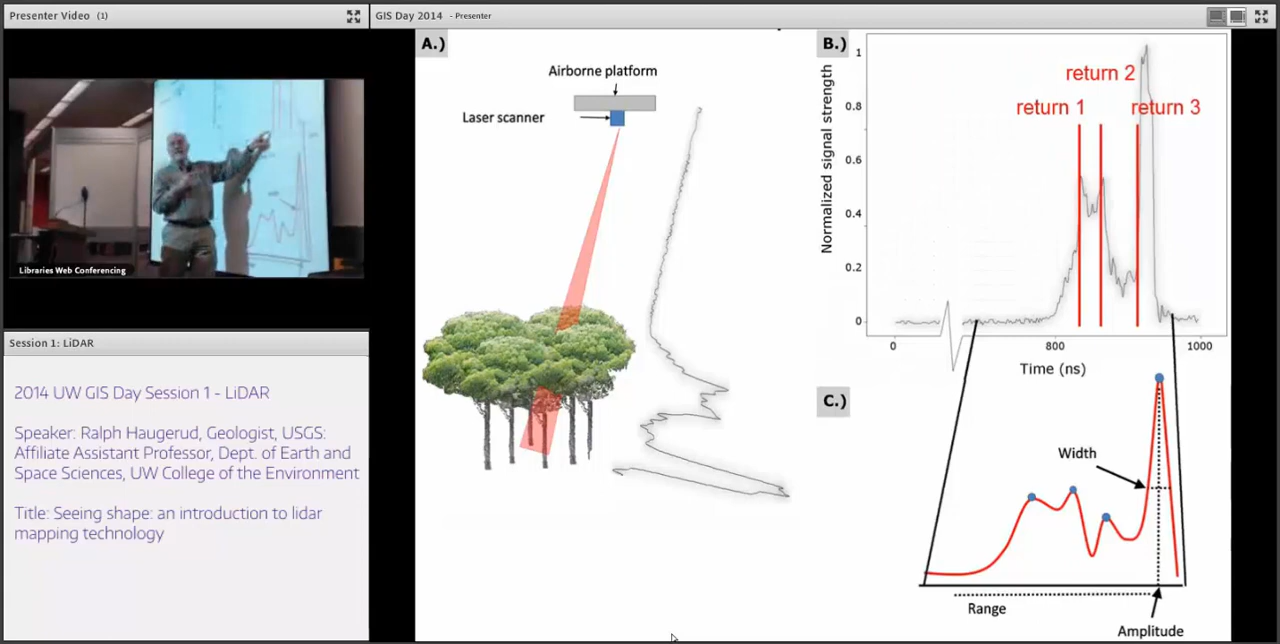 Presenter Video (1)
GIS Day 2014 - Presenter
Libraries Web Conferencing
Session 1: LiDAR
2014 UW GIS Day Session 1 - LiDAR
Speaker: Ralph Haugerud, Geologist, USGS:
Affiliate Assistant Professor, Dept. of Earth and
Space Sciences, UW College of the Environment
Title: Seeing shape: an introduction to lidar
mapping technology
A.)
Airborne platform
Laser scanner
B.)
Normalized signal strength
1
0.8
0.6
0.4
0.2
0
return 1
return 2
return 3
0
800
1000
Time (ns)
C.)
Width
Range
Amplitude